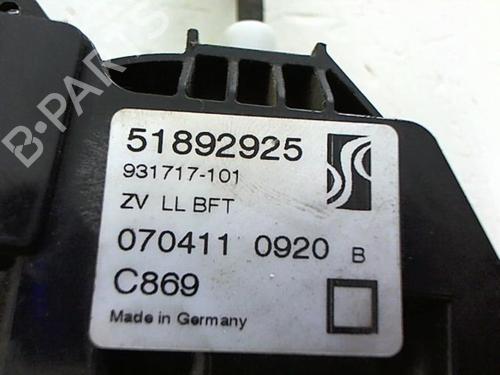 B-PARTS
51892925
931717-101
ZV LL BFT
070411 0920 B
C869
Made in Germany